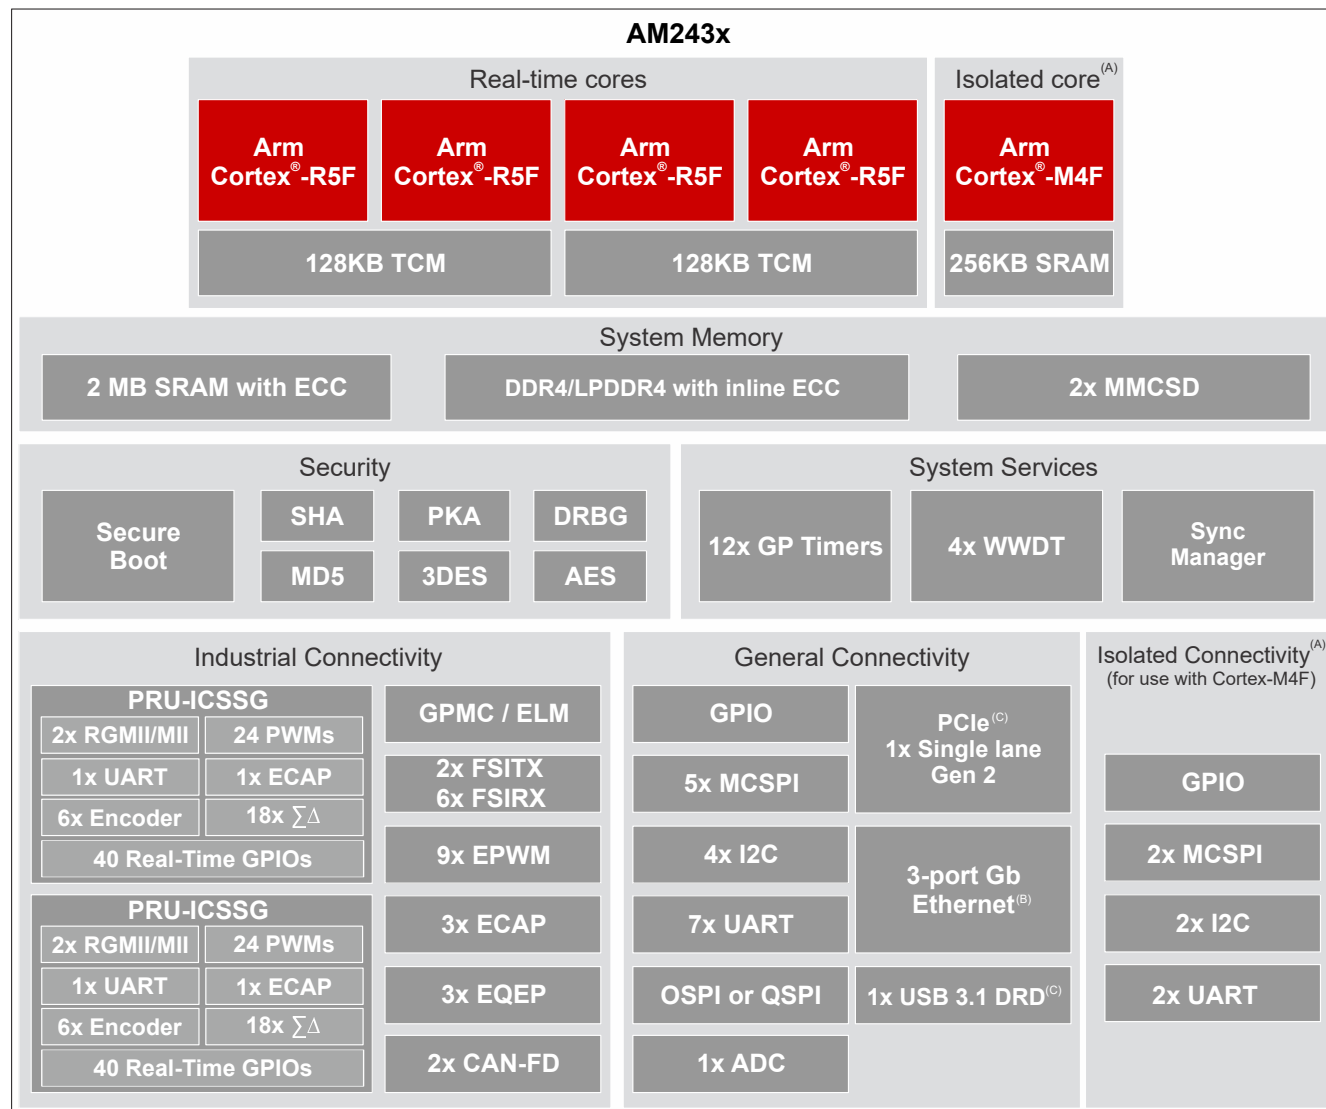 AM243x
Real-time cores
Isolated core(A)
Arm
Cortex®-R5F
Arm
Cortex®-R5F
Arm
Cortex®-R5F
Arm
Cortex®-R5F
Arm
Cortex®-M4F
128KB TCM
128KB TCM
256KB SRAM
System Memory
2 MB SRAM with ECC
DDR4/LPDDR4 with inline ECC
2x MMCSD
Security
Secure
Boot
SHA
PKA
DRBG
MD5
3DES
AES
System Services
12x GP Timers
4x WWDT
Sync
Manager
Industrial Connectivity
PRU-ICSSG
2x RGMII/MII
24 PWMs
1x UART
1x ECAP
6x Encoder
18x ∑∆
40 Real-Time GPIOs
PRU-ICSSG
2x RGMII/MII
24 PWMs
1x UART
1x ECAP
6x Encoder
18x ∑∆
40 Real-Time GPIOs
GPMC / ELM
2x FSITX
6x FSIRX
9x EPWM
3x ECAP
3x EQEP
2x CAN-FD
General Connectivity
GPIO
5x MCSPI
4x I2C
7x UART
OSPI or QSPI
1x ADC
PCIe(C)
1x Single lane
Gen 2
3-port Gb
Ethernet(B)
1x USB 3.1 DRD(C)
Isolated Connectivity(A)
(for use with Cortex-M4F)
GPIO
2x MCSPI
2x I2C
2x UART